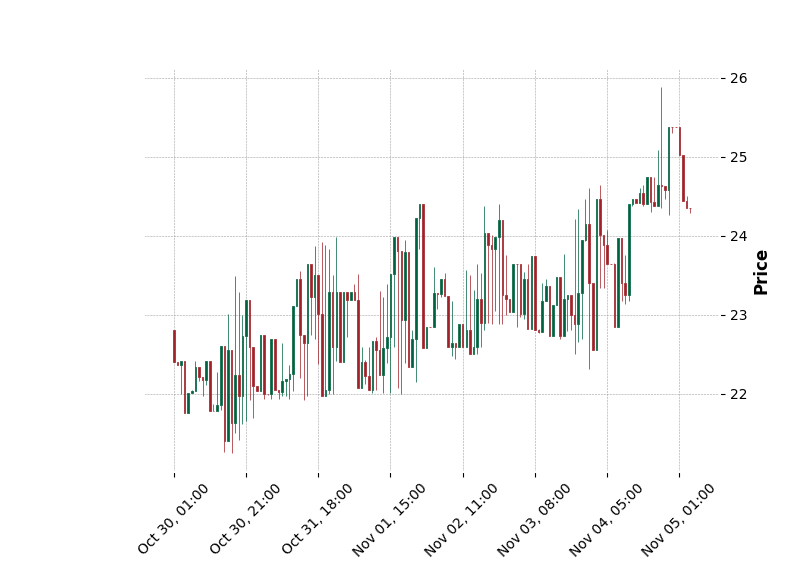 26
25
24
23
22
Price
Oct 30, 01:00
Oct 30, 21:00
Oct 31, 18:00
Nov 01, 15:00
Nov 02, 11:00
Nov 03, 08:00
Nov 04, 05:00
Nov 05, 01:00